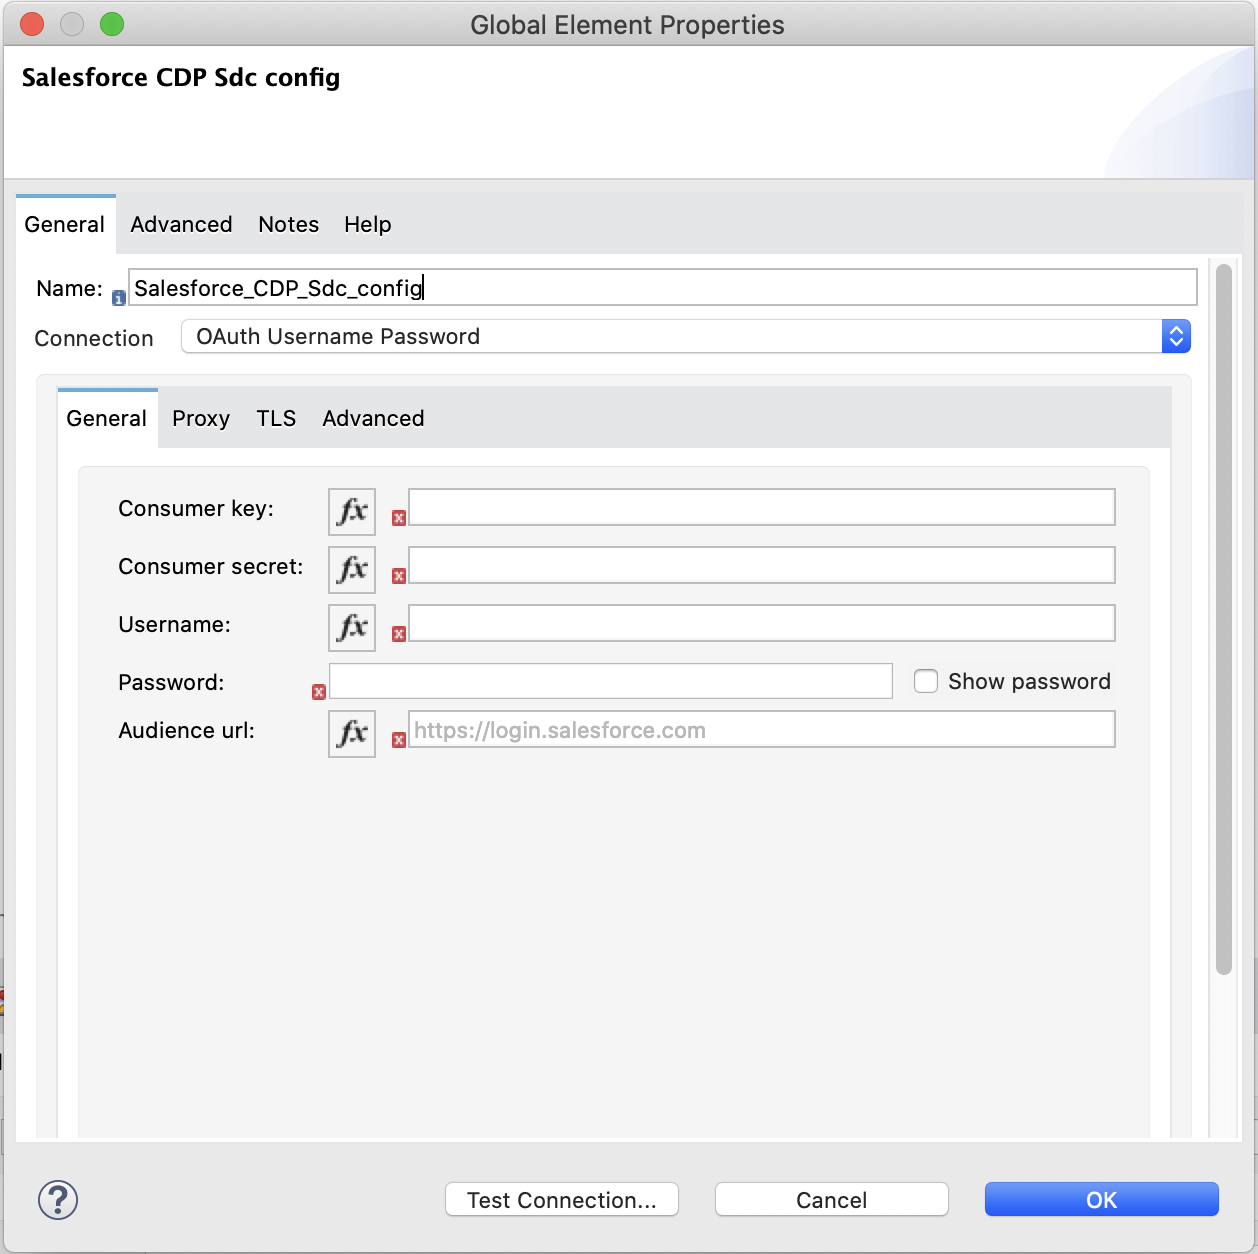 Global Element Properties
Salesforce CDP Sdc config
General Advanced Notes Help
Name: Salesforce_CDP_Sdc_config
Connection OAuth Username Password
General Proxy TLS Advanced
Consumer key: fx
Consumer secret: fx
Username: fx
Password: Show password
Audience url: fx https://login.salesforce.com
? Test Connection... Cancel OK